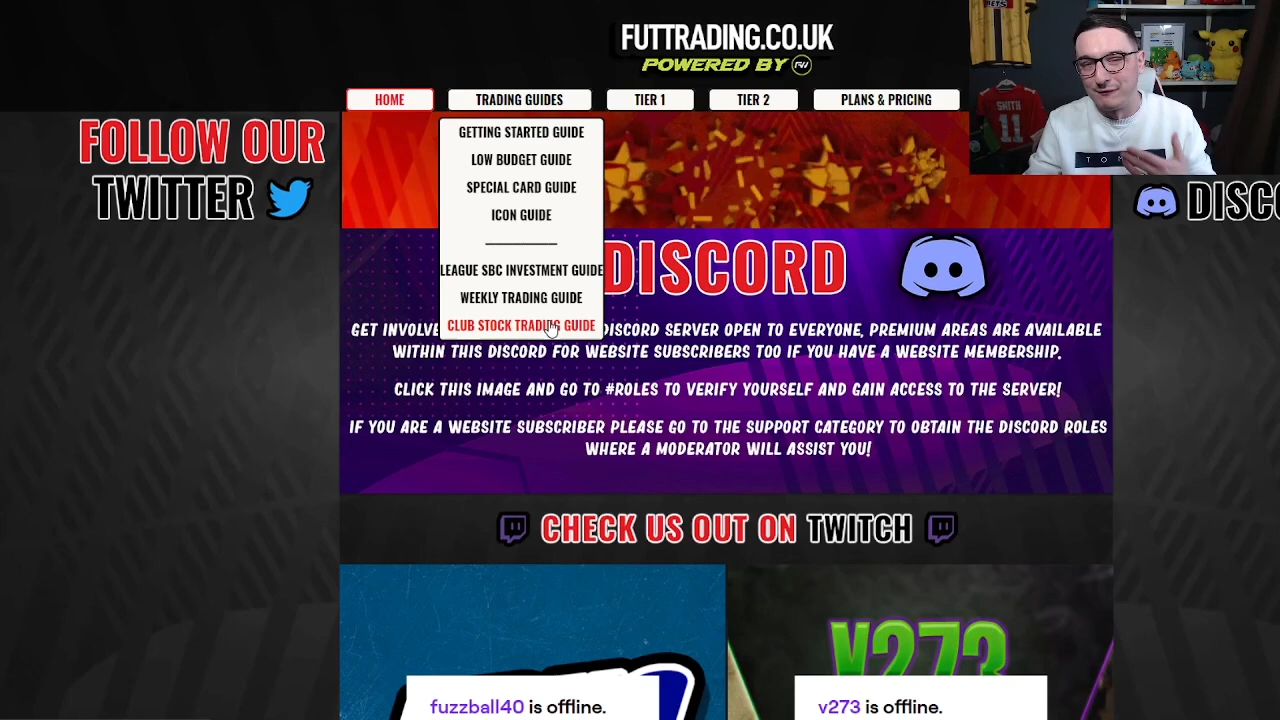 FUTTRADING.CO.UK
POWERED BY FW
HOME
TRADING GUIDES
TIER 1
TIER 2
PLANS & PRICING
FOLLOW OUR
TWITTER
GETTING STARTED GUIDE
LOW BUDGET GUIDE
SPECIAL CARD GUIDE
ICON GUIDE
LEAGUE SBC INVESTMENT GUIDE
WEEKLY TRADING GUIDE
CLUB STOCK TRADING GUIDE
SMITH
11
DISCO
DISCORD
GET INVOLVE DISCORD SERVER OPEN TO EVERYONE, PREMIUM AREAS ARE AVAILABLE
WITHIN THIS DISCORD FOR WEBSITE SUBSCRIBERS TOO IF YOU HAVE A WEBSITE MEMBERSHIP.
CLICK THIS IMAGE AND GO TO #ROLES TO VERIFY YOURSELF AND GAIN ACCESS TO THE SERVER!
IF YOU ARE A WEBSITE SUBSCRIBER PLEASE GO TO THE SUPPORT CATEGORY TO OBTAIN THE DISCORD ROLES
WHERE A MODERATOR WILL ASSIST YOU!
CHECK US OUT ON TWITCH
V273
fuzzball40 is offline.
v273 is offline.